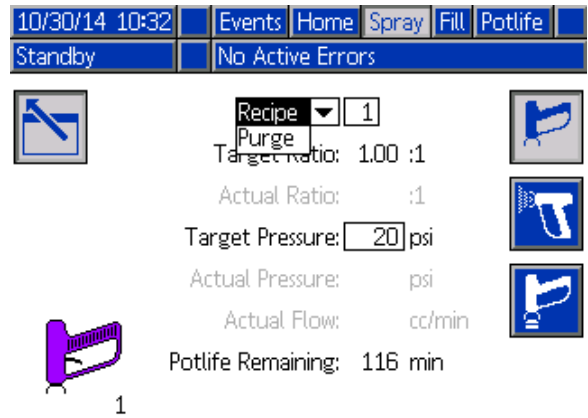 10/30/14 10:32 Events Home Spray Fill Potlife
Standby No Active Errors
Recipe 1
Purge
Target Ratio: 1.00 :1
Actual Ratio: :1
Target Pressure: 20 psi
Actual Pressure: psi
Actual Flow: cc/min
Potlife Remaining: 116 min
1